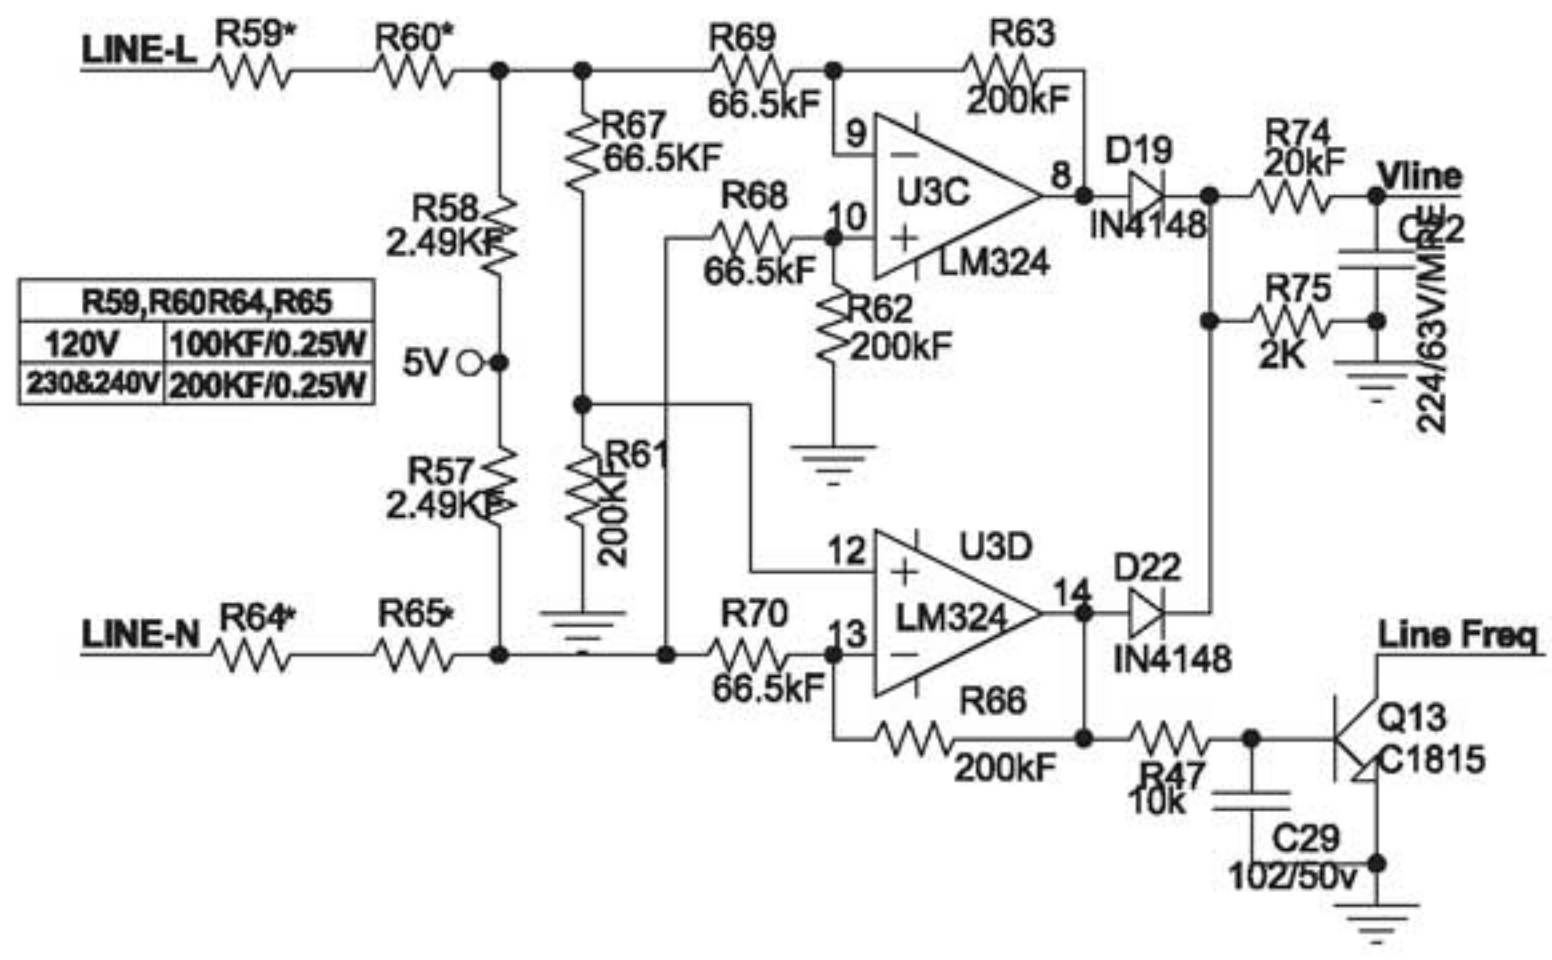 LINE-L
R59*
R60*
R69
66.5kF
R63
200kF
R67
66.5KF
9
U3C
8
D19
IN4148
R74
20kF
Vline
R58
2.49KF
R68
66.5kF
10
LM324
C22
224/63V/MRE
R59,R60R64,R65
120V 100KF/0.25W
230&240V 200KF/0.25W
5V
R62
200kF
R75
2K
R57
2.49KF
R61
200KF
12
U3D
LM324
14
D22
IN4148
LINE-N
R64*
R65*
R70
66.5kF
13
R66
200kF
Line Freq
Q13
C1815
R47
10k
C29
102/50v